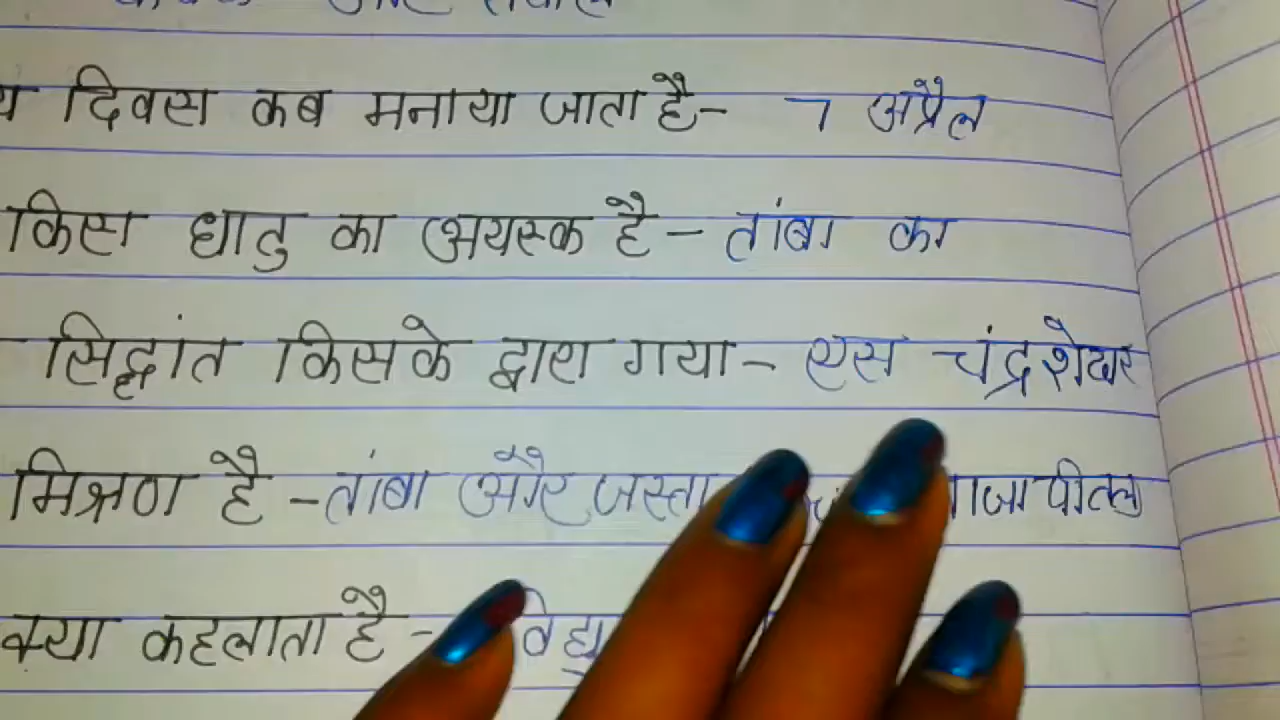 दिवस कब मनाया जाता है- 7 अप्रैल
किस धातु का अयस्क है - तांबा का
सिद्धांत किसके द्वारा गया- एस चंद्रशेखर
मिश्रण है -तांबा और जस्ता पीतल
क्या कहलाता है -